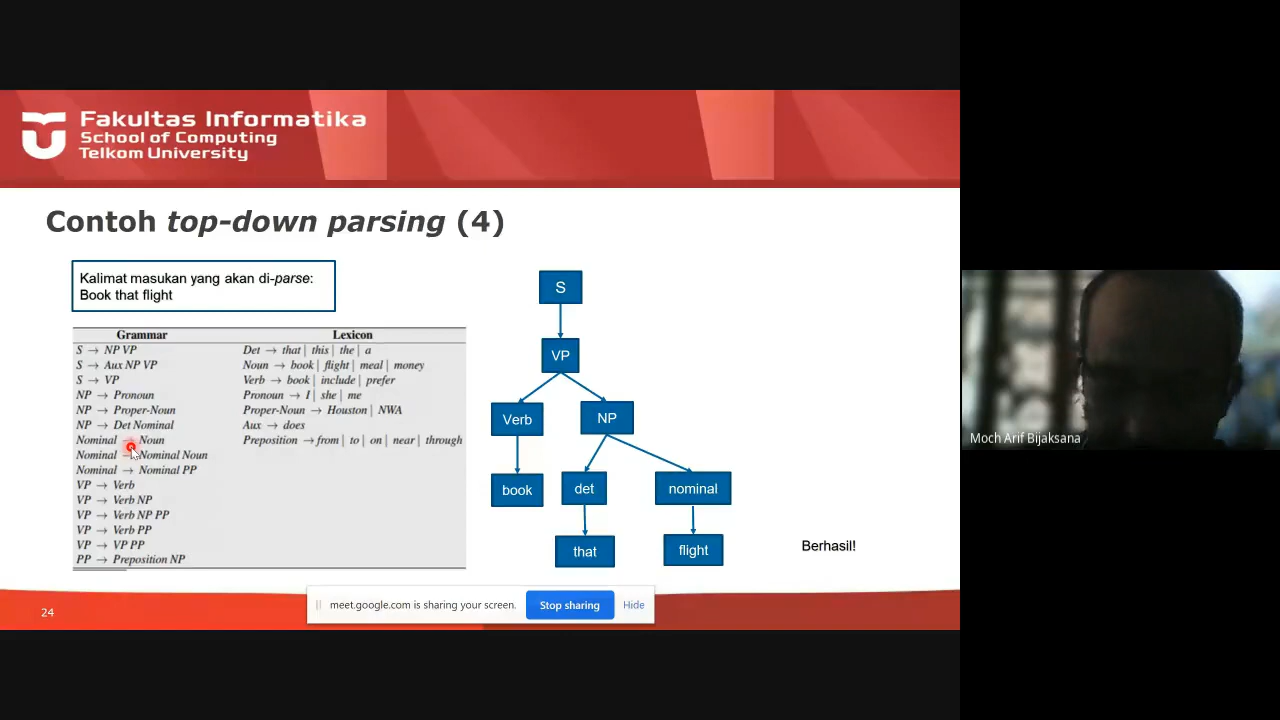 Fakultas Informatika
School of Computing
Telkom University
Contoh top-down parsing (4)
Kalimat masukan yang akan di-parse:
Book that flight
Grammar Lexicon
S → NP VP Det → that | this | the | a
S → Aux NP VP Noun → book | flight | meal | money
S → VP Verb → book | include | prefer
NP → Pronoun Pronoun → I | she | me
NP → Proper-Noun Proper-Noun → Houston | NWA
NP → Det Nominal Aux → does
Nominal → Noun Preposition → from | to | on | near | through
Nominal → Nominal Noun
Nominal → Nominal PP
VP → Verb
VP → Verb NP
VP → Verb NP PP
VP → Verb PP
VP → VP PP
PP → Preposition NP
S
VP
Verb NP
book det nominal
that flight
Berhasil!
24
meet.google.com is sharing your screen. Stop sharing Hide
Moch Arif Bijaksana